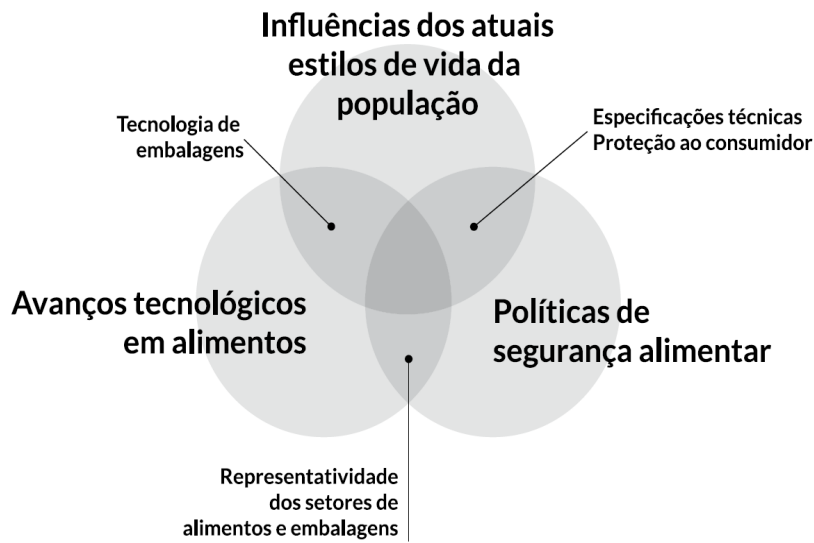 Influências dos atuais
estilos de vida da
população
Tecnologia de
embalagens
Especificações técnicas
Proteção ao consumidor
Avanços tecnológicos
em alimentos
Políticas de
segurança alimentar
Representatividade
dos setores de
alimentos e embalagens